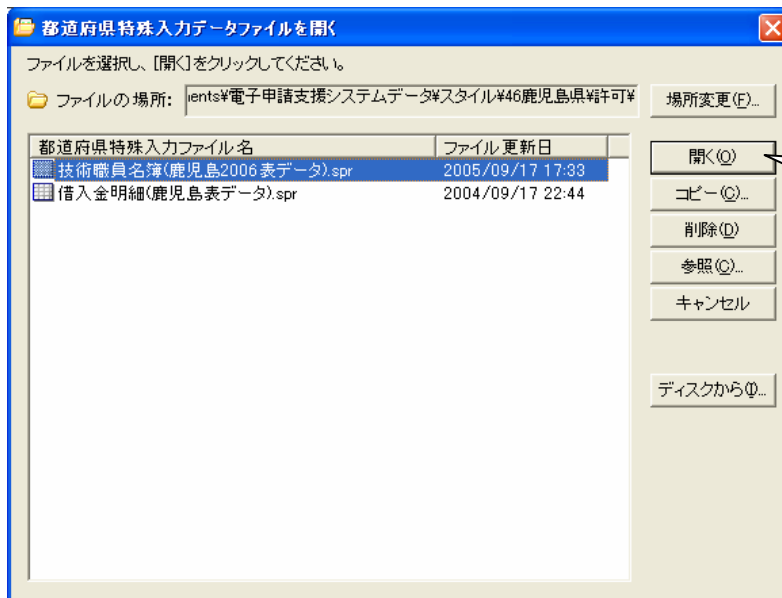 都道府県特殊入力データファイルを開く
ファイルを選択し、[開く]をクリックしてください。
ファイルの場所: ents¥電子申請支援システムデータ¥スタイル¥46鹿児島県¥許可¥ 場所変更(F)...
都道府県特殊入力ファイル名 ファイル更新日
技術職員名簿(鹿児島2006表データ).spr 2005/09/17 17:33
借入金明細(鹿児島表データ).spr 2004/09/17 22:44
開く(O)
コピー(C)...
削除(D)
参照(C)...
キャンセル
ディスクから(I)...